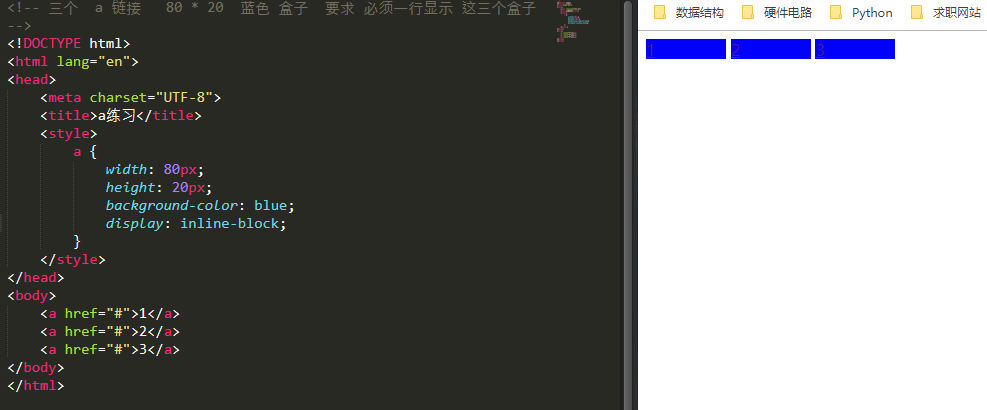 <!-- 三个  a 链接   80 * 20  蓝色 盒子  要求 必须一行显示 这三个盒子
-->
<!DOCTYPE html>
<html lang="en">
<head>
    <meta charset="UTF-8">
    <title>a练习</title>
    <style>
        a {
            width: 80px;
            height: 20px;
            background-color: blue;
            display: inline-block;
        }
    </style>
</head>
<body>
    <a href="#">1</a>
    <a href="#">2</a>
    <a href="#">3</a>
</body>
</html>
数据结构 硬件电路 Python 求职网站
1 2 3